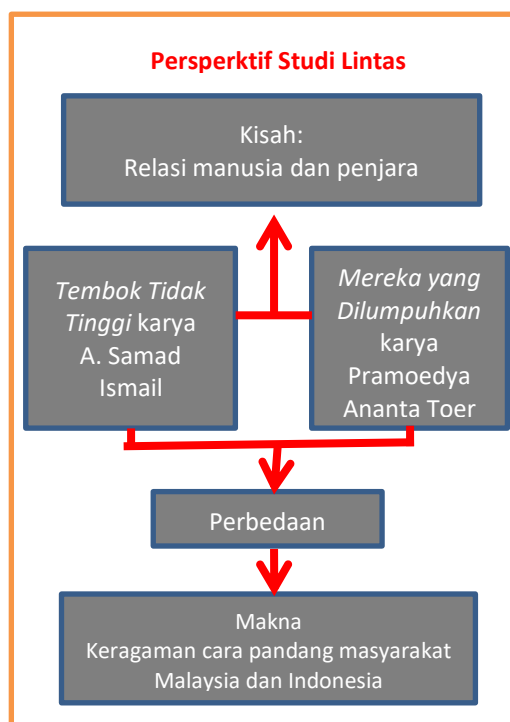 Persperktif Studi Lintas
Kisah:
Relasi manusia dan penjara
Tembok Tidak
Tinggi karya
A. Samad
Ismail
Mereka yang
Dilumpuhkan
karya
Pramoedya
Ananta Toer
Perbedaan
Makna
Keragaman cara pandang masyarakat
Malaysia dan Indonesia